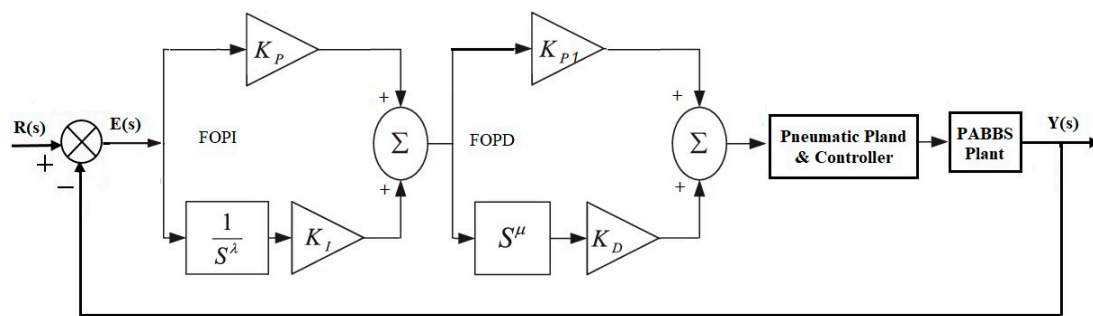 K_P
K_P1
+
+
R(s)
E(s)
FOPI
Σ
FOPD
Σ
Pneumatic Pland
& Controller
PABBS
Plant
Y(s)
+
−
+
+
1
S^λ
K_I
S^μ
K_D